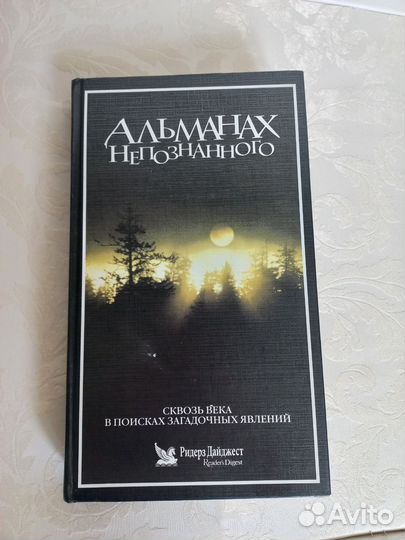 АЛЬМАНАХ
НЕПОЗНАННОГО
СКВОЗЬ ВЕКА
В ПОИСКАХ ЗАГАДОЧНЫХ ЯВЛЕНИЙ
Ридерз Дайджест
Reader's Digest
Avito